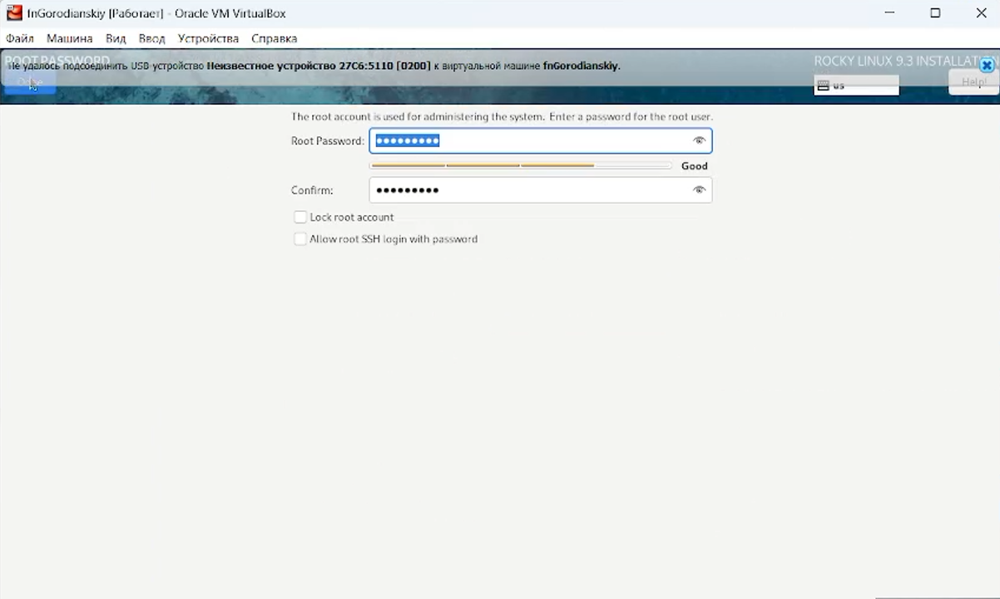 fnGorodianskiy [Работает] - Oracle VM VirtualBox
Файл Машина Вид Ввод Устройства Справка
ROOT PASSWORD
ROCKY LINUX 9.3 INSTALLATION
Не удалось подсоединить USB устройство Неизвестное устройство 27C6:5110 [0200] к виртуальной машине fnGorodianskiy.
Done
us
Help!
The root account is used for administering the system. Enter a password for the root user.
Root Password: •••••••••
Good
Confirm: •••••••••
Lock root account
Allow root SSH login with password